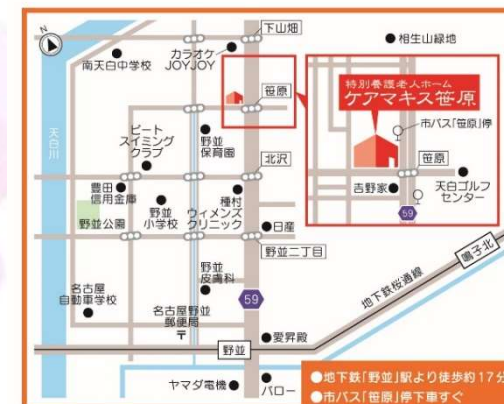 N
下山畑
カラオケ
JOYJOY
南天白中学校
相生山緑地
特別養護老人ホーム
ケアマキス笹原
市バス「笹原」停
笹原
ビート
スイミング
クラブ
野並
保育園
天白川
北沢
笹原
吉野家
天白ゴルフ
センター
59
豊田
信用金庫
野並公園
野並
小学校
種村
ウィメンズ
クリニック
日産
野並二丁目
鳴子北
地下鉄桜通線
野並
皮膚科
59
名古屋
自動車学校
名古屋野並
郵便局
〒
愛昇殿
野並
ヤマダ電機
バロー
●地下鉄「野並」駅より徒歩約17分
●市バス「笹原」停下車すぐ